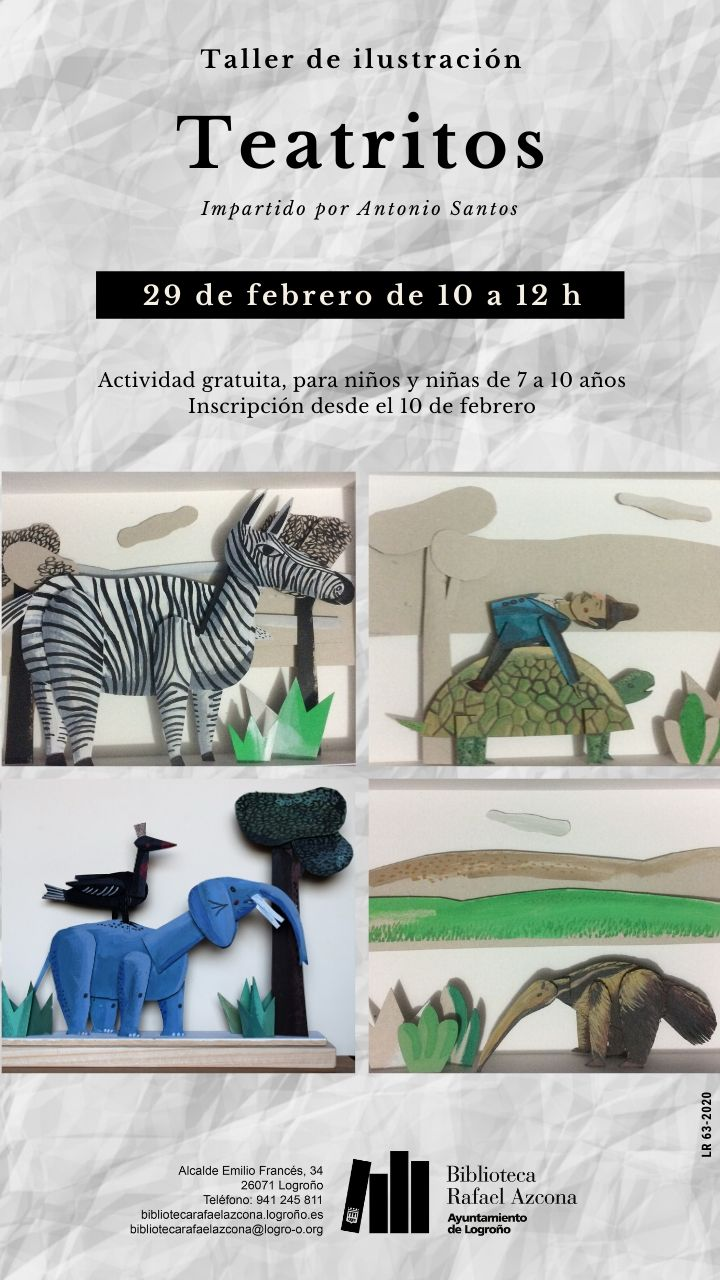 Taller de ilustración
Teatritos
Impartido por Antonio Santos
29 de febrero de 10 a 12 h
Actividad gratuita, para niños y niñas de 7 a 10 años
Inscripción desde el 10 de febrero
LR 63-2020
Alcalde Emilio Francés, 34
26071 Logroño
Teléfono: 941 245 811
bibliotecarafaelazcona.logroño.es
bibliotecarafaelazcona@logro-o.org
Biblioteca
Rafael Azcona
Ayuntamiento
de Logroño